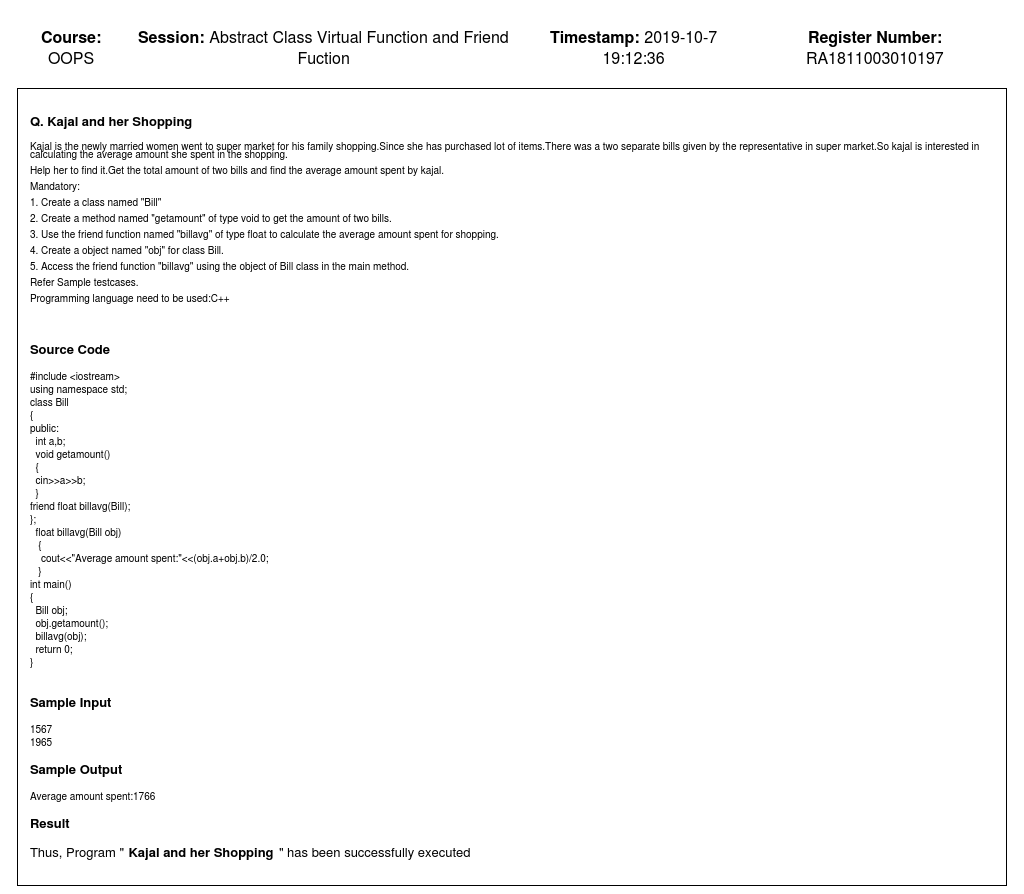 Course: OOPS
Session: Abstract Class Virtual Function and Friend Fuction
Timestamp: 2019-10-7 19:12:36
Register Number: RA1811003010197
Q. Kajal and her Shopping
Kajal is the newly married women went to super market for his family shopping.Since she has purchased lot of items.There was a two separate bills given by the representative in super market.So kajal is interested in
calculating the average amount she spent in the shopping.
Help her to find it.Get the total amount of two bills and find the average amount spent by kajal.
Mandatory:
1. Create a class named "Bill"
2. Create a method named "getamount" of type void to get the amount of two bills.
3. Use the friend function named "billavg" of type float to calculate the average amount spent for shopping.
4. Create a object named "obj" for class Bill.
5. Access the friend function "billavg" using the object of Bill class in the main method.
Refer Sample testcases.
Programming language need to be used:C++
Source Code
#include <iostream>
using namespace std;
class Bill
{
public:
  int a,b;
  void getamount()
  {
  cin>>a>>b;
  }
friend float billavg(Bill);
};
  float billavg(Bill obj)
   {
    cout<<"Average amount spent:"<<(obj.a+obj.b)/2.0;
   }
int main()
{
  Bill obj;
  obj.getamount();
  billavg(obj);
  return 0;
}
Sample Input
1567
1965
Sample Output
Average amount spent:1766
Result
Thus, Program " Kajal and her Shopping " has been successfully executed